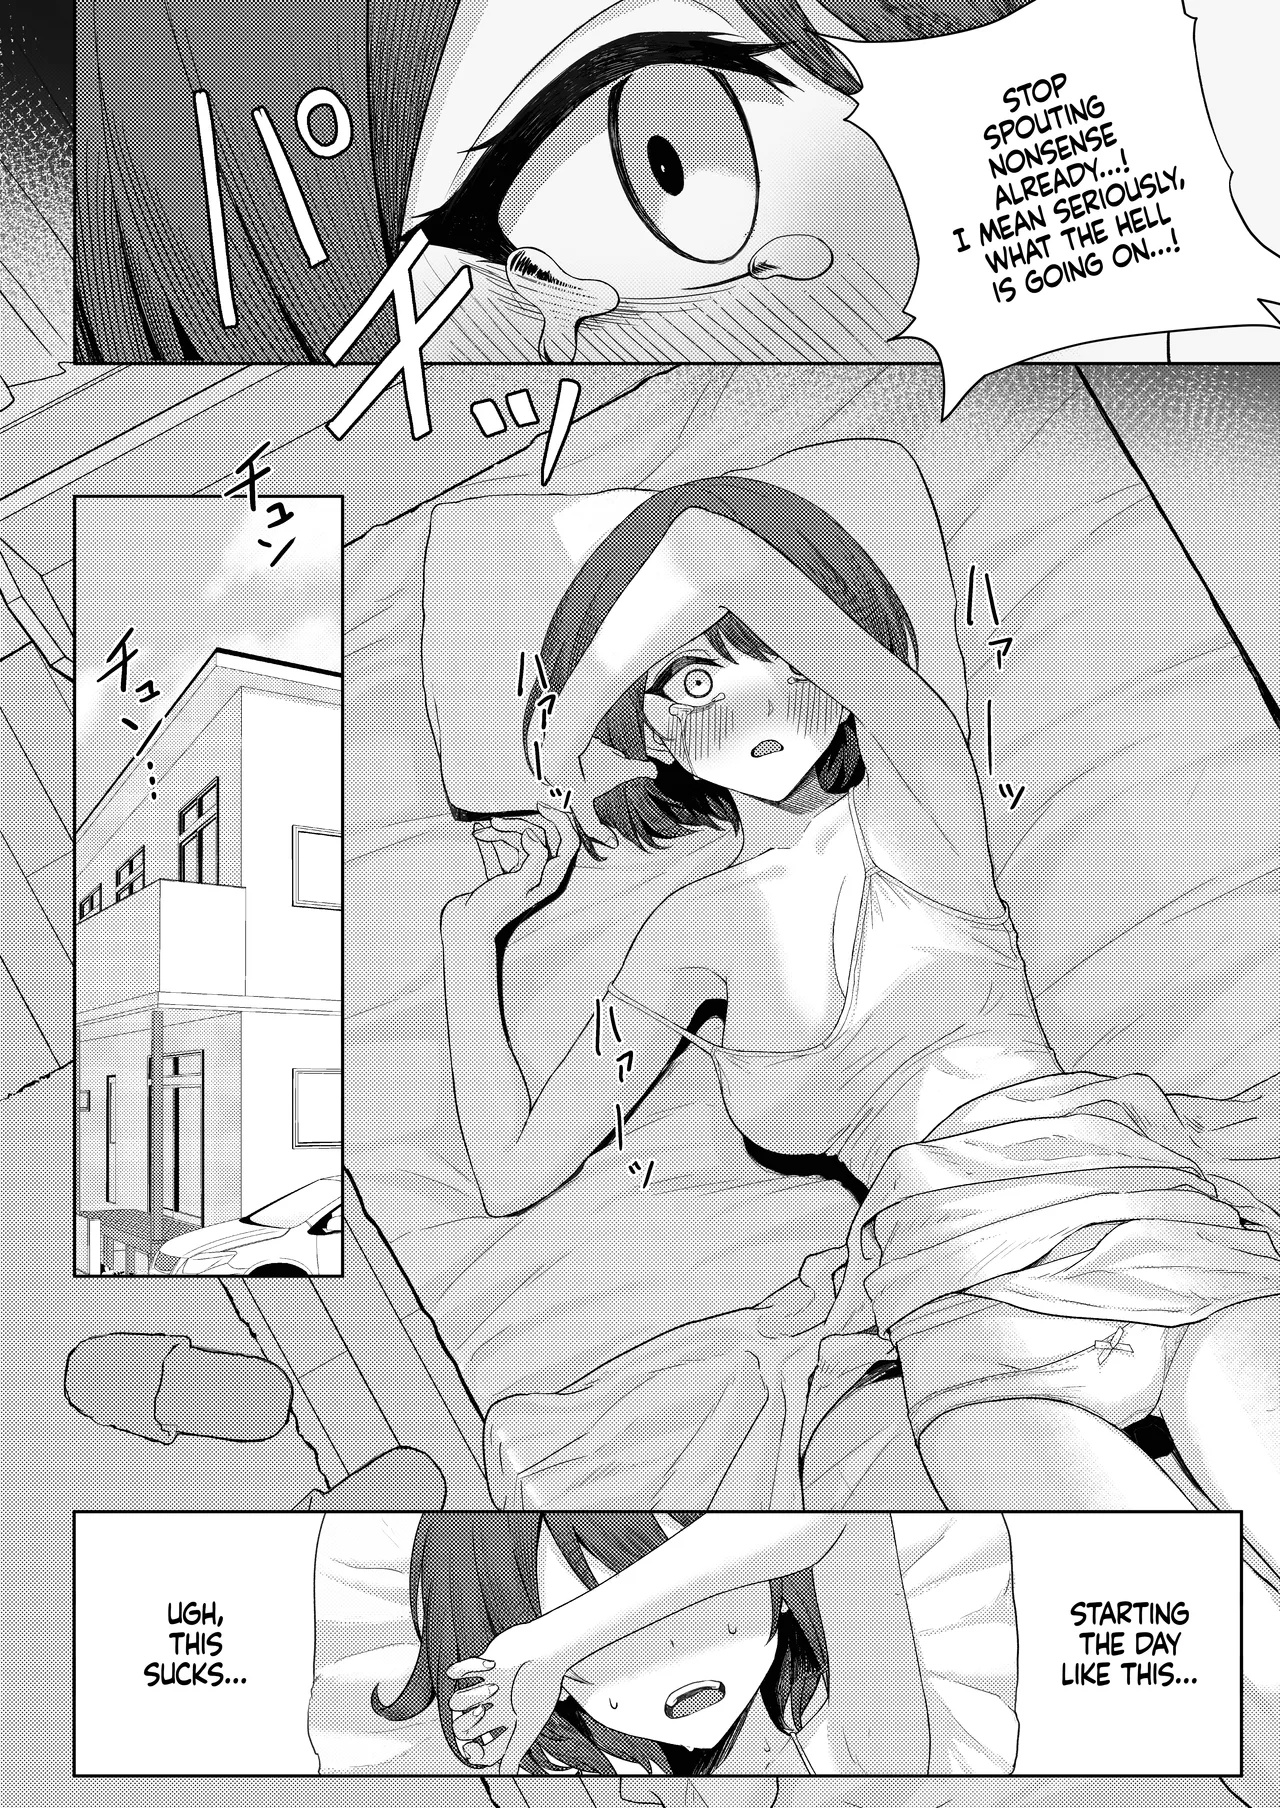 STOP
SPOUTING
NONSENSE
ALREADY...!
I MEAN SERIOUSLY,
WHAT THE HELL
IS GOING ON...!
パメッ
チュン
チュン…
ハァーッ
ハァーッ
ハァーッ
STARTING
THE DAY
LIKE THIS...
UGH,
THIS
SUCKS...